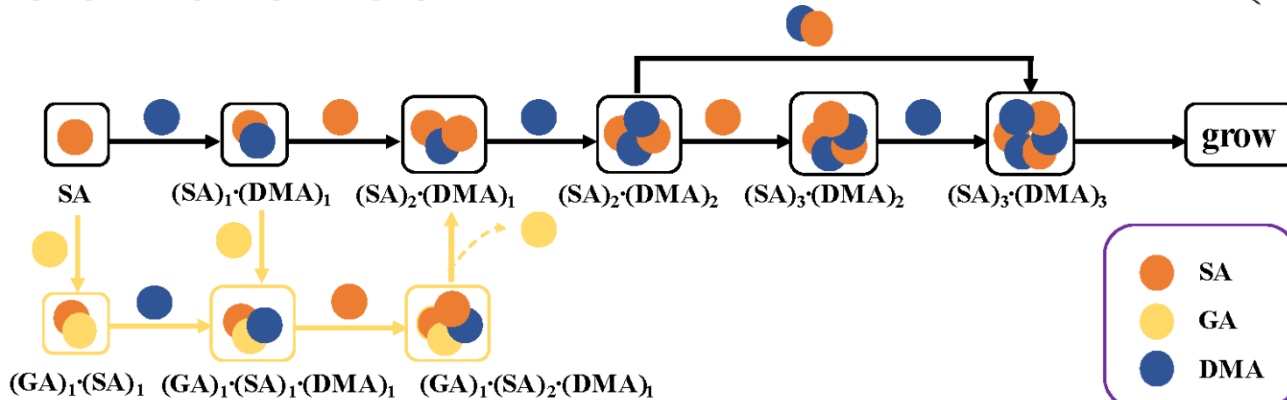 grow
SA
(SA)₁·(DMA)₁
(SA)₂·(DMA)₁
(SA)₂·(DMA)₂
(SA)₃·(DMA)₂
(SA)₃·(DMA)₃
(GA)₁·(SA)₁
(GA)₁·(SA)₁·(DMA)₁
(GA)₁·(SA)₂·(DMA)₁
SA
GA
DMA